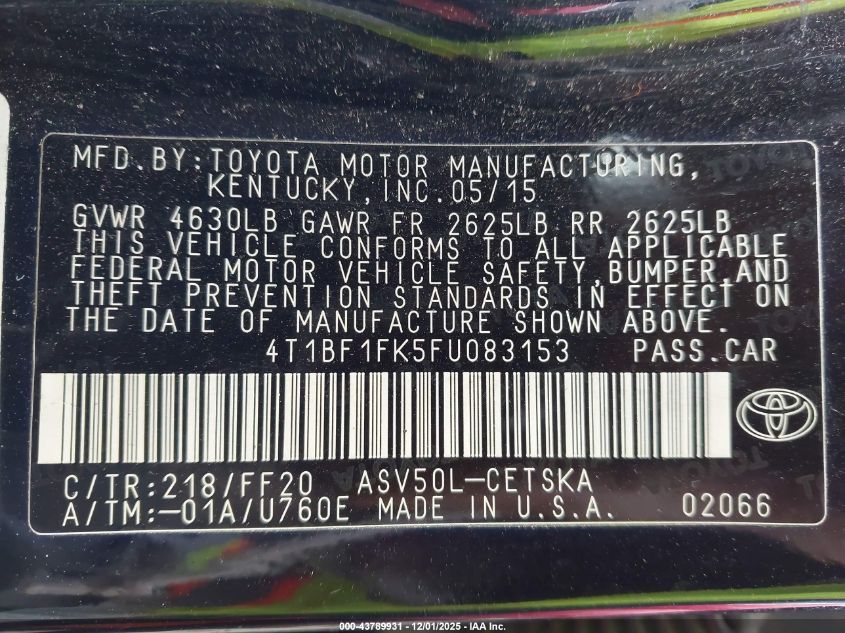 MFD.BY:TOYOTA MOTOR MANUFACTURING,
KENTUCKY,INC.05/15
GVWR 4630LB GAWR FR 2625LB RR 2625LB
THIS VEHICLE CONFORMS TO ALL APPLICABLE
FEDERAL MOTOR VEHICLE SAFETY,BUMPER,AND
THEFT PREVENTION STANDARDS IN EFFECT ON
THE DATE OF MANUFACTURE SHOWN ABOVE.
4T1BF1FK5FU083153 PASS.CAR
C/TR:218/FF20 ASV50L-CETSKA
A/TM:-01A/U760E MADE IN U.S.A. 02066
000-43789931 - 12/01/2025 - IAA Inc.